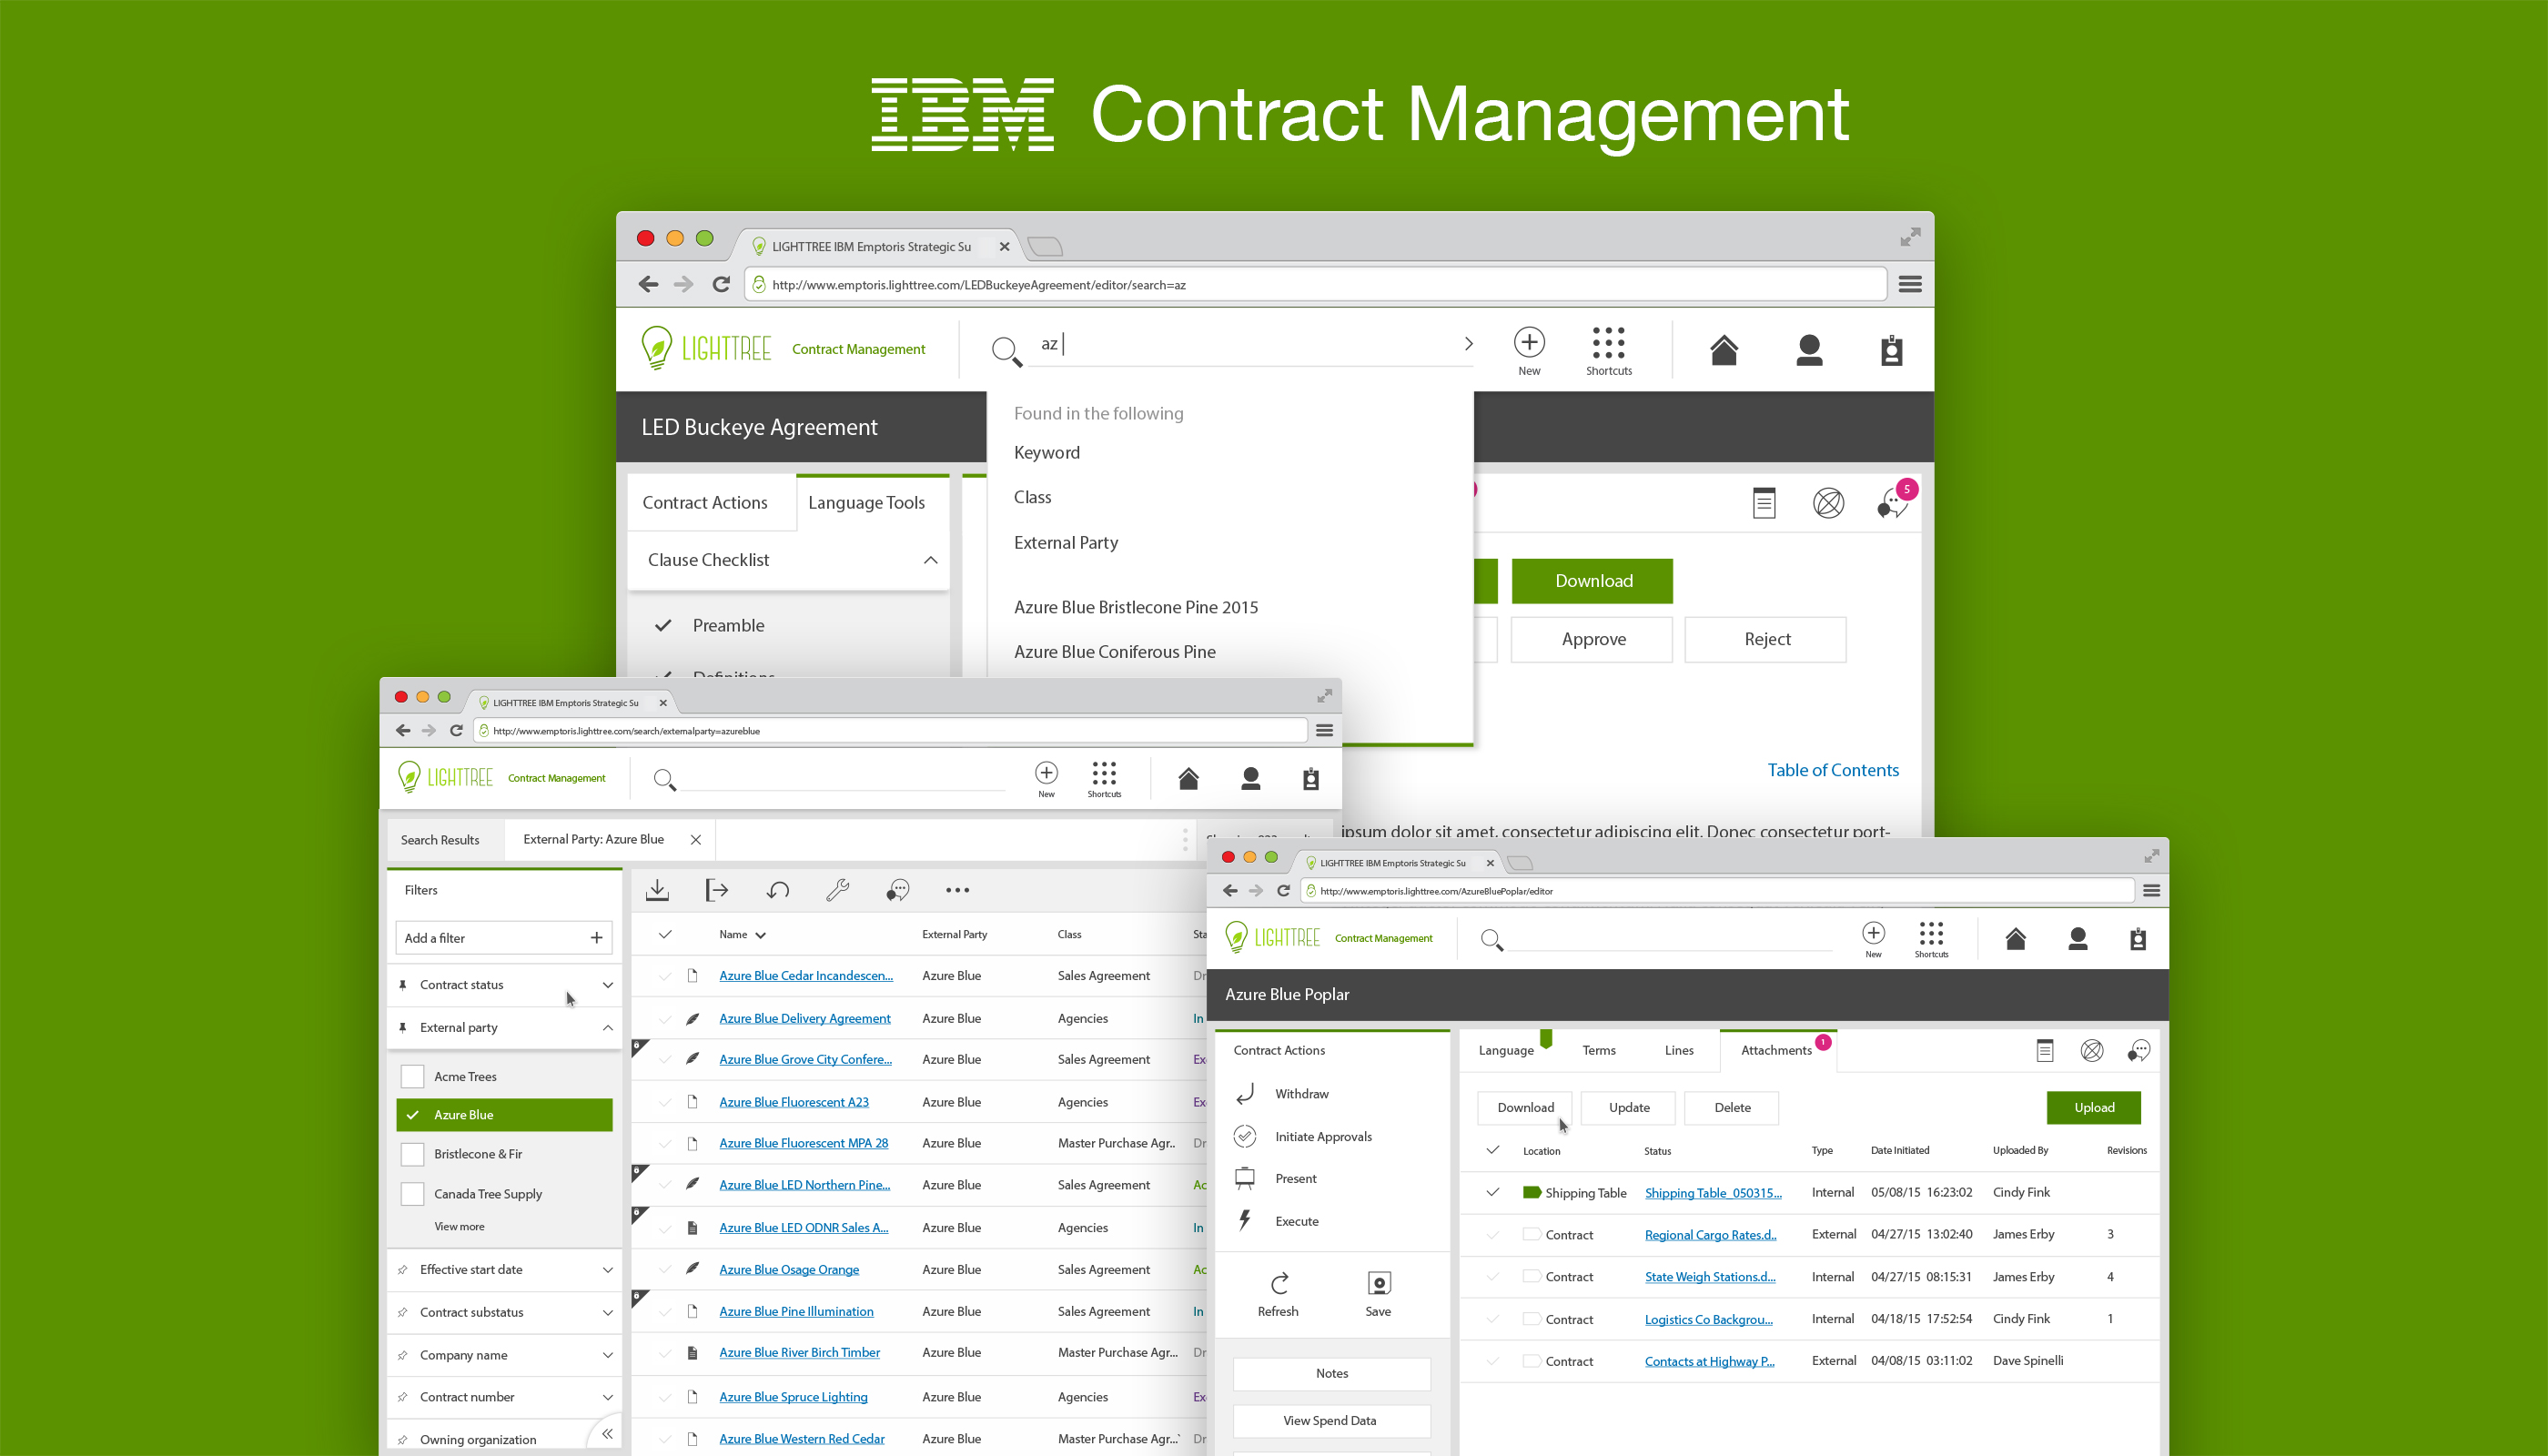 IBM Contract Management
LIGHTTREE IBM Emptoris Strategic Su
http://www.emptoris.lighttree.com/LEDBuckeyeAgreement/editor/search=az
LIGHTTREE Contract Management
az
New
Shortcuts
LED Buckeye Agreement
Found in the following
Keyword
Class
External Party
Azure Blue Bristlecone Pine 2015
Azure Blue Coniferous Pine
Contract Actions
Language Tools
5
Clause Checklist
Preamble
Definitions
Download
Approve
Reject
Table of Contents
ipsum dolor sit amet, consectetur adipiscing elit. Donec consectetur port-
LIGHTTREE IBM Emptoris Strategic Su
http://www.emptoris.lighttree.com/search/externalparty=azureblue
LIGHTTREE Contract Management
New
Shortcuts
Search Results
External Party: Azure Blue
Filters
Add a filter
Contract status
External party
Acme Trees
Azure Blue
Bristlecone & Fir
Canada Tree Supply
View more
Effective start date
Contract substatus
Company name
Contract number
Owning organization
Name External Party Class Sta
Azure Blue Cedar Incandescen... Azure Blue Sales Agreement Dr
Azure Blue Delivery Agreement Azure Blue Agencies In
Azure Blue Grove City Confere... Azure Blue Sales Agreement Ex
Azure Blue Fluorescent A23 Azure Blue Agencies Ex
Azure Blue Fluorescent MPA 28 Azure Blue Master Purchase Agr.. Dr
Azure Blue LED Northern Pine... Azure Blue Sales Agreement Ac
Azure Blue LED ODNR Sales A... Azure Blue Agencies In
Azure Blue Osage Orange Azure Blue Sales Agreement Ac
Azure Blue Pine Illumination Azure Blue Sales Agreement In
Azure Blue River Birch Timber Azure Blue Master Purchase Agr... Dr
Azure Blue Spruce Lighting Azure Blue Agencies Ex
Azure Blue Western Red Cedar Azure Blue Master Purchase Agr...
LIGHTTREE IBM Emptoris Strategic Su
http://www.emptoris.lighttree.com/AzureBluePoplar/editor
LIGHTTREE Contract Management
New
Shortcuts
Azure Blue Poplar
Contract Actions
Withdraw
Initiate Approvals
Present
Execute
Refresh
Save
Notes
View Spend Data
Language Terms Lines Attachments 1
Download Update Delete Upload
Location Status Type Date Initiated Uploaded By Revisions
Shipping Table Shipping Table_050315... Internal 05/08/15 16:23:02 Cindy Fink
Contract Regional Cargo Rates.d.. External 04/27/15 13:02:40 James Erby 3
Contract State Weigh Stations.d... Internal 04/27/15 08:15:31 James Erby 4
Contract Logistics Co Backgrou... Internal 04/18/15 17:52:54 Cindy Fink 1
Contract Contacts at Highway P... External 04/08/15 03:11:02 Dave Spinelli